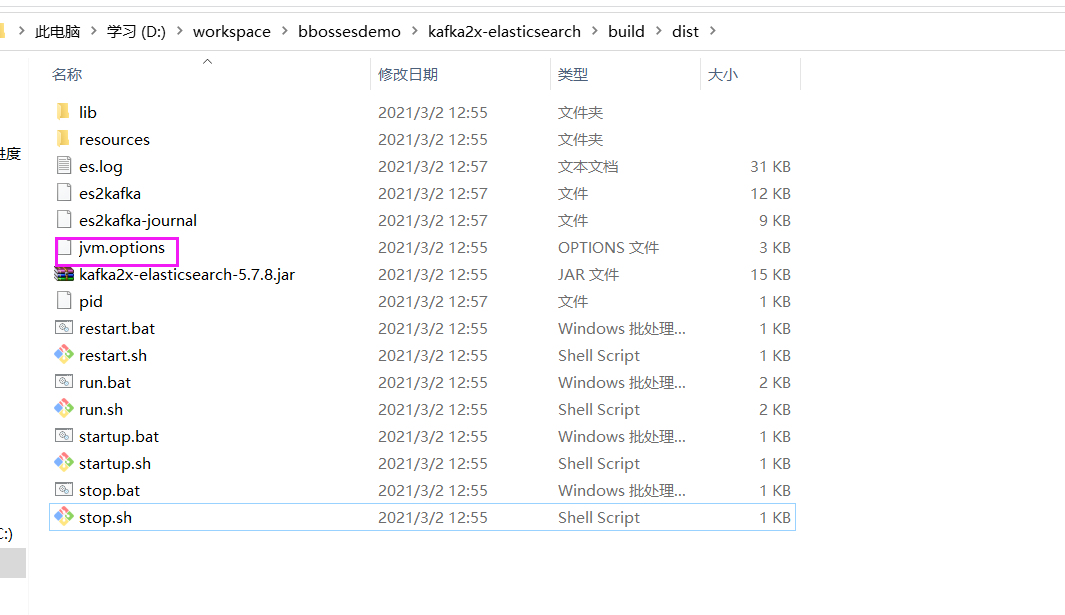 此电脑 > 学习 (D:) > workspace > bbossesdemo > kafka2x-elasticsearch > build > dist >
名称 修改日期 类型 大小
lib 2021/3/2 12:55 文件夹
resources 2021/3/2 12:55 文件夹
进度
es.log 2021/3/2 12:57 文本文档 31 KB
es2kafka 2021/3/2 12:57 文件 12 KB
es2kafka-journal 2021/3/2 12:57 文件 9 KB
jvm.options 2021/3/2 12:55 OPTIONS 文件 3 KB
kafka2x-elasticsearch-5.7.8.jar 2021/3/2 12:55 JAR 文件 15 KB
pid 2021/3/2 12:57 文件 1 KB
restart.bat 2021/3/2 12:55 Windows 批处理... 1 KB
restart.sh 2021/3/2 12:55 Shell Script 1 KB
run.bat 2021/3/2 12:55 Windows 批处理... 2 KB
run.sh 2021/3/2 12:55 Shell Script 2 KB
startup.bat 2021/3/2 12:55 Windows 批处理... 1 KB
startup.sh 2021/3/2 12:55 Shell Script 1 KB
stop.bat 2021/3/2 12:55 Windows 批处理... 1 KB
stop.sh 2021/3/2 12:55 Shell Script 1 KB
C:)